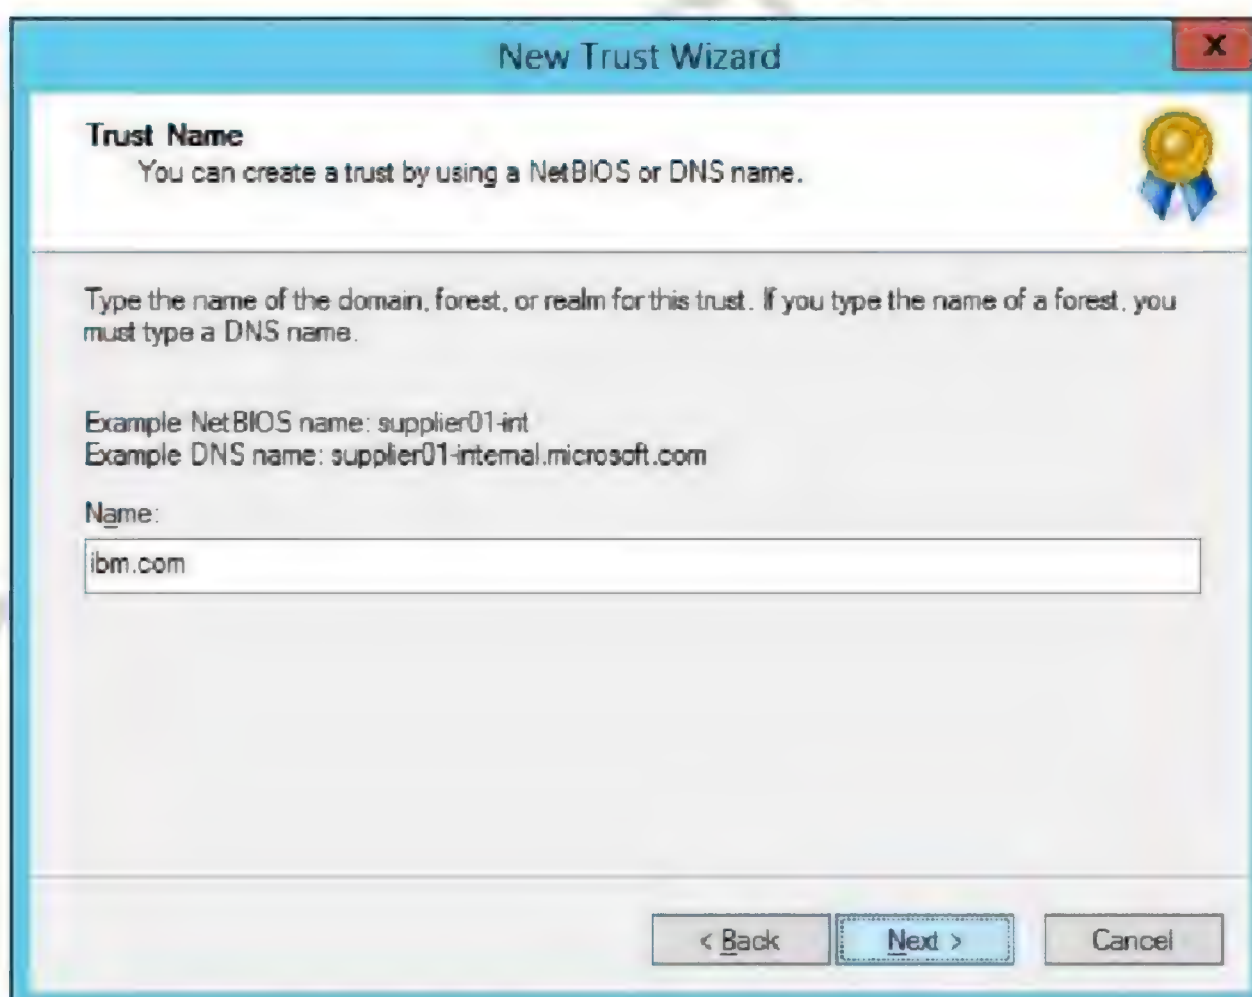 New Trust Wizard
x
Trust Name
You can create a trust by using a NetBIOS or DNS name.
Type the name of the domain, forest, or realm for this trust. If you type the name of a forest, you
must type a DNS name.
Example NetBIOS name: supplier01-int
Example DNS name: supplier01-internal.microsoft.com
Name:
ibm.com
< Back
Next >
Cancel